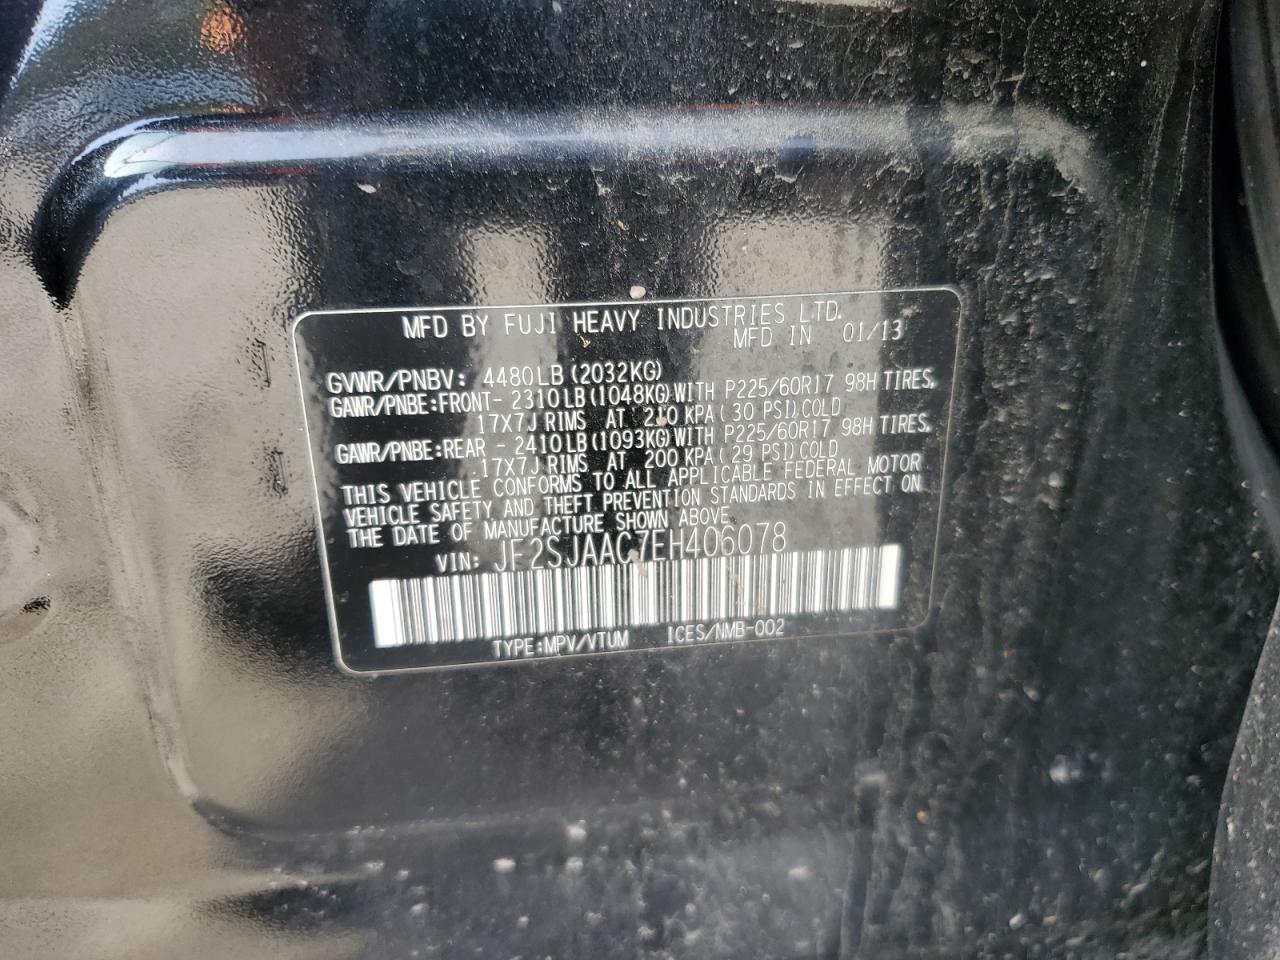 MFD BY FUJI HEAVY INDUSTRIES LTD.
MFD IN 01/13
GVWR/PNBV: 4480LB(2032KG)
GAWR/PNBE:FRONT- 2310LB(1048KG)WITH P225/60R17 98H TIRES,
17X7J RIMS AT 210 KPA(30 PSI)COLD
GAWR/PNBE:REAR - 2410LB(1093KG)WITH P225/60R17 98H TIRES,
17X7J RIMS AT 200 KPA(29 PSI)COLD
THIS VEHICLE CONFORMS TO ALL APPLICABLE FEDERAL MOTOR
VEHICLE SAFETY AND THEFT PREVENTION STANDARDS IN EFFECT ON
THE DATE OF MANUFACTURE SHOWN ABOVE
VIN: JF2SJAAC7EH406078
TYPE:MPV/VTUM ICES/NMB-002